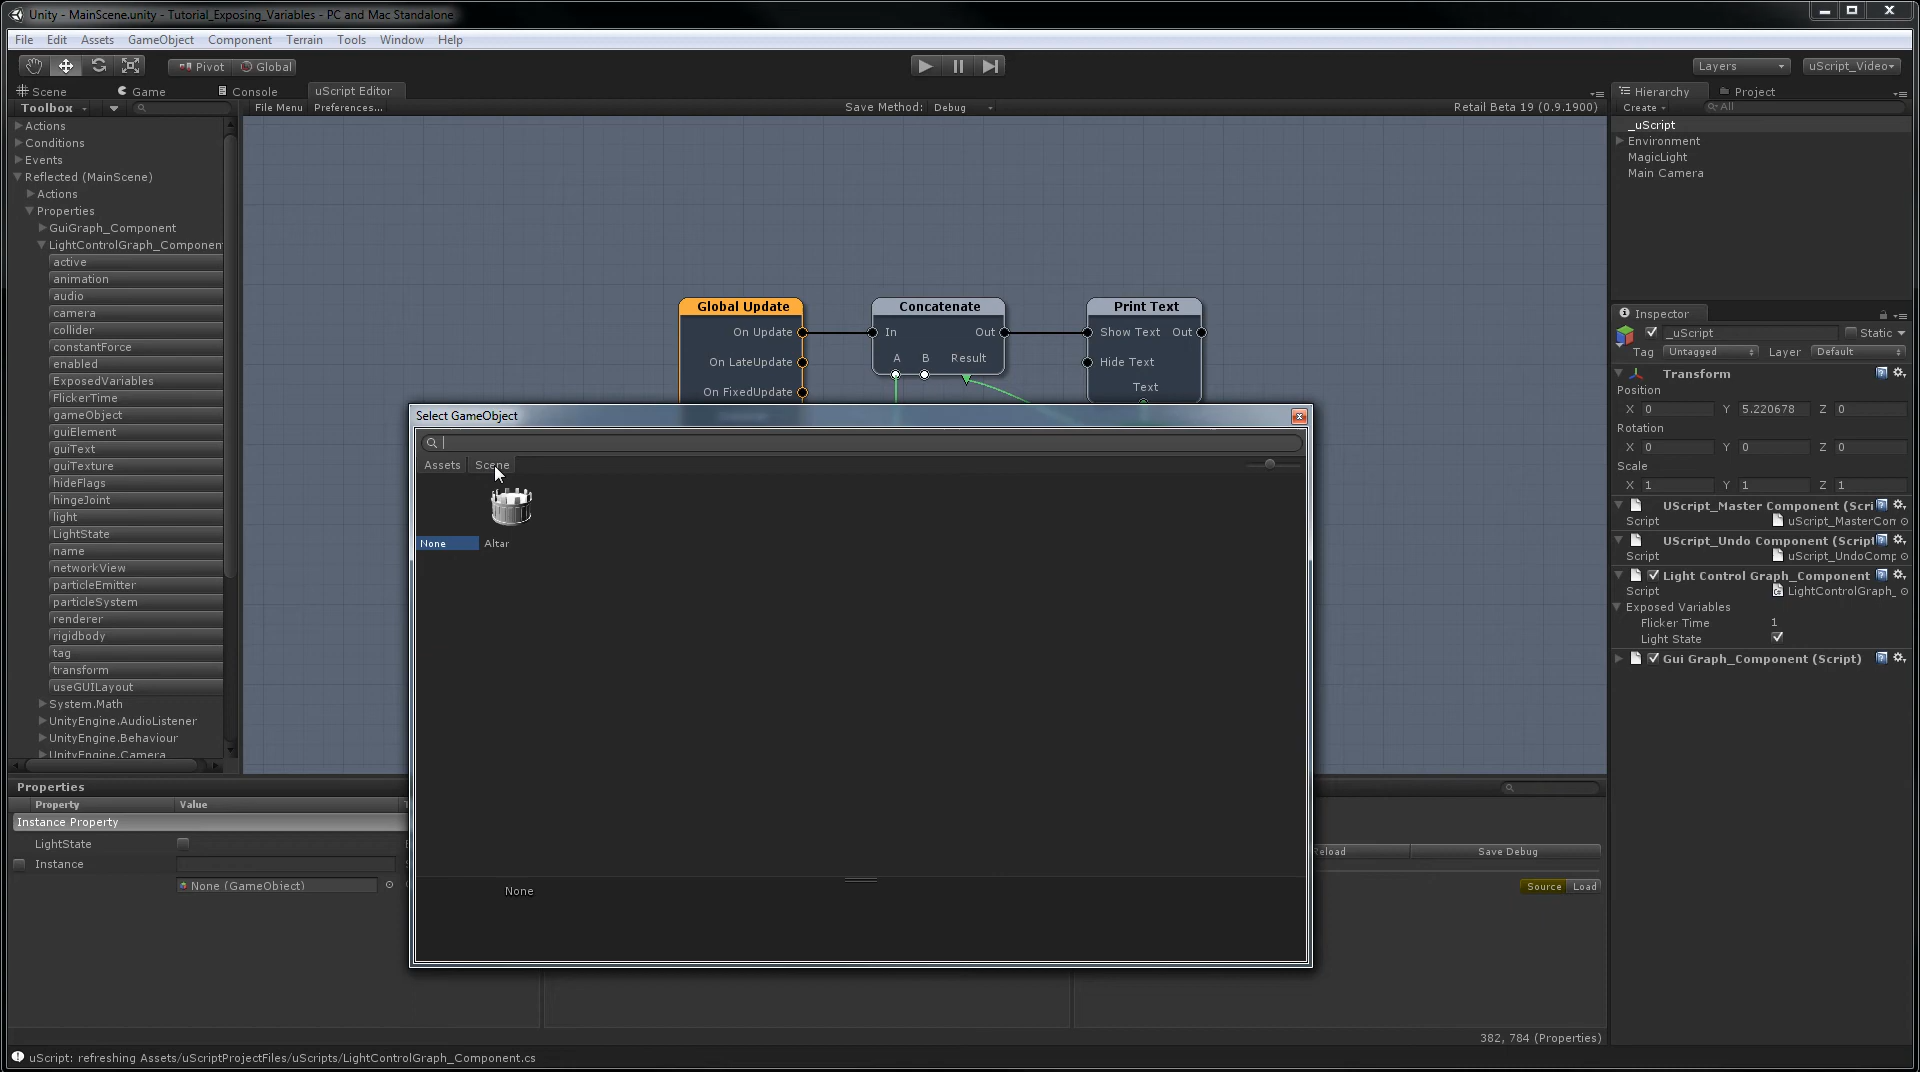 Unity - MainScene.unity - Tutorial_Exposing_Variables - PC and Mac Standalone
File Edit Assets GameObject Component Terrain Tools Window Help
Pivot Global
Layers uScript_Video
Scene Game Console uScript Editor
Toolbox
File Menu Preferences... Save Method: Debug Retail Beta 19 (0.9.1900)
Actions
Conditions
Events
Reflected (MainScene)
Actions
Properties
GuiGraph_Component
LightControlGraph_Componen
active
animation
audio
camera
collider
constantForce
enabled
ExposedVariables
FlickerTime
gameObject
guiElement
guiText
guiTexture
hideFlags
hingeJoint
light
LightState
name
networkView
particleEmitter
particleSystem
renderer
rigidbody
tag
transform
useGUILayout
System.Math
UnityEngine.AudioListener
UnityEngine.Behaviour
UnityEngine.Camera
Global Update
On Update
On LateUpdate
On FixedUpdate
Concatenate
In Out
A B Result
Print Text
Show Text Out
Hide Text
Text
Select GameObject
Assets Scene
None Altar
None
Hierarchy Project
Create All
_uScript
Environment
MagicLight
Main Camera
Inspector
_uScript Static
Tag Untagged Layer Default
Transform
Position
X 0 Y 5.220678 Z 0
Rotation
X 0 Y 0 Z 0
Scale
X 1 Y 1 Z 1
UScript_Master Component (Scri
Script uScript_MasterCom
UScript_Undo Component (Script
Script uScript_UndoComp
Light Control Graph_Component
Script LightControlGraph_
Exposed Variables
Flicker Time 1
Light State
Gui Graph_Component (Script)
Properties
Property Value
Instance Property
LightState
Instance
None (GameObject)
Reload Save Debug
Source Load
382, 784 (Properties)
uScript: refreshing Assets/uScriptProjectFiles/uScripts/LightControlGraph_Component.cs